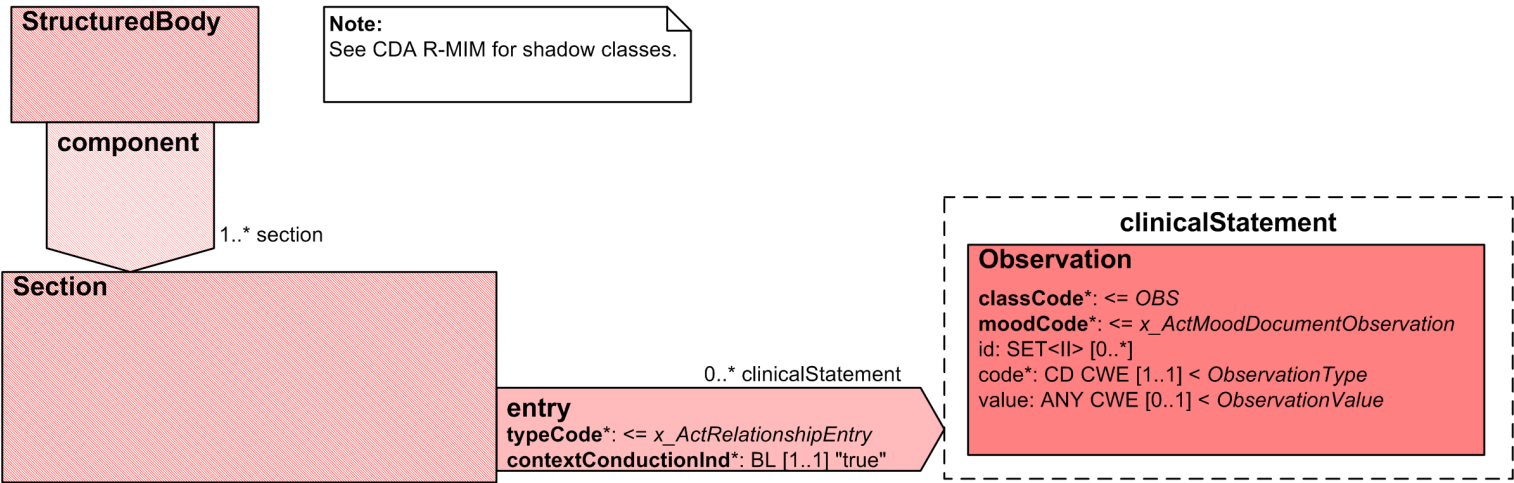 StructuredBody
Note:
See CDA R-MIM for shadow classes.
component
1..* section
Section
clinicalStatement
Observation
classCode*: <= OBS
moodCode*: <= x_ActMoodDocumentObservation
id: SET<II> [0..*]
code*: CD CWE [1..1] < ObservationType
value: ANY CWE [0..1] < ObservationValue
0..* clinicalStatement
entry
typeCode*: <= x_ActRelationshipEntry
contextConductionInd*: BL [1..1] "true"